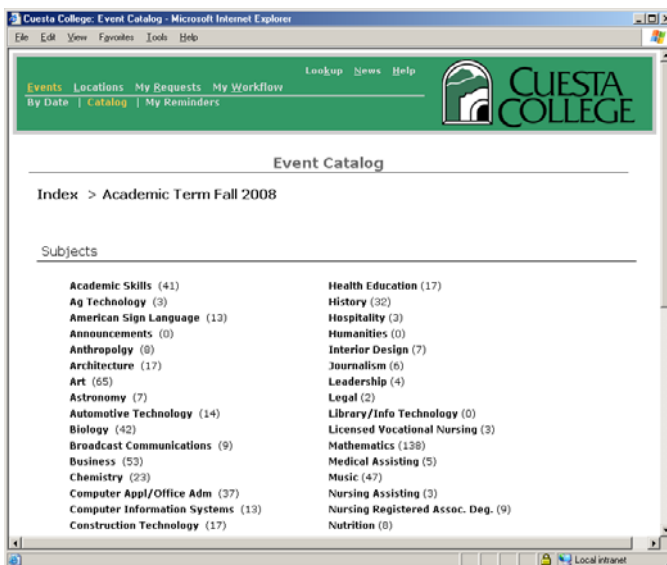 Cuesta College: Event Catalog - Microsoft Internet Explorer
File Edit View Favorites Tools Help
Lookup News Help
Events Locations My Requests My Workflow
By Date | Catalog | My Reminders
CUESTA
COLLEGE
Event Catalog
Index > Academic Term Fall 2008
Subjects
Academic Skills (41)
Ag Technology (3)
American Sign Language (13)
Announcements (0)
Anthropolgy (8)
Architecture (17)
Art (65)
Astronomy (7)
Automotive Technology (14)
Biology (42)
Broadcast Communications (9)
Business (53)
Chemistry (23)
Computer Appl/Office Adm (37)
Computer Information Systems (13)
Construction Technology (17)
Health Education (17)
History (32)
Hospitality (3)
Humanities (0)
Interior Design (7)
Journalism (6)
Leadership (4)
Legal (2)
Library/Info Technology (0)
Licensed Vocational Nursing (3)
Mathematics (138)
Medical Assisting (5)
Music (47)
Nursing Assisting (3)
Nursing Registered Assoc. Deg. (9)
Nutrition (8)
Local intranet